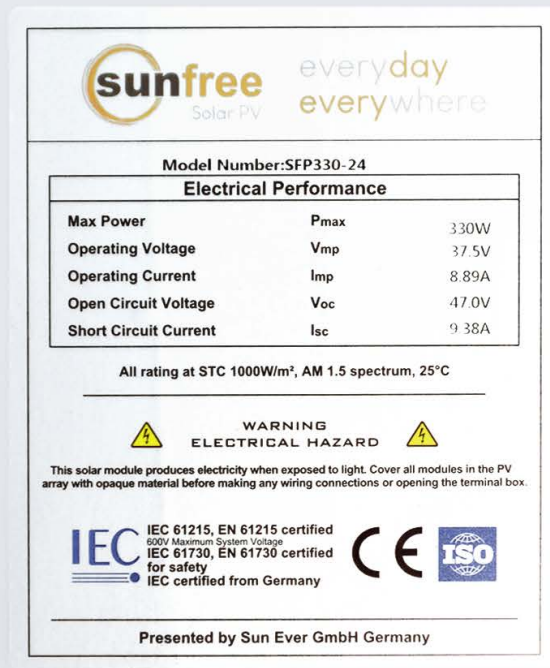 sunfree
Solar PV
everyday
everywhere
Model Number:SFP330-24
Electrical Performance
Max Power Pmax 330W
Operating Voltage Vmp 37.5V
Operating Current Imp 8.89A
Open Circuit Voltage Voc 47.0V
Short Circuit Current Isc 9.38A
All rating at STC 1000W/m², AM 1.5 spectrum, 25°C
WARNING
ELECTRICAL HAZARD
This solar module produces electricity when exposed to light. Cover all modules in the PV
array with opaque material before making any wiring connections or opening the terminal box.
IEC
IEC 61215, EN 61215 certified
600V Maximum System Voltage
IEC 61730, EN 61730 certified
for safety
IEC certified from Germany
CE
ISO
Presented by Sun Ever GmbH Germany